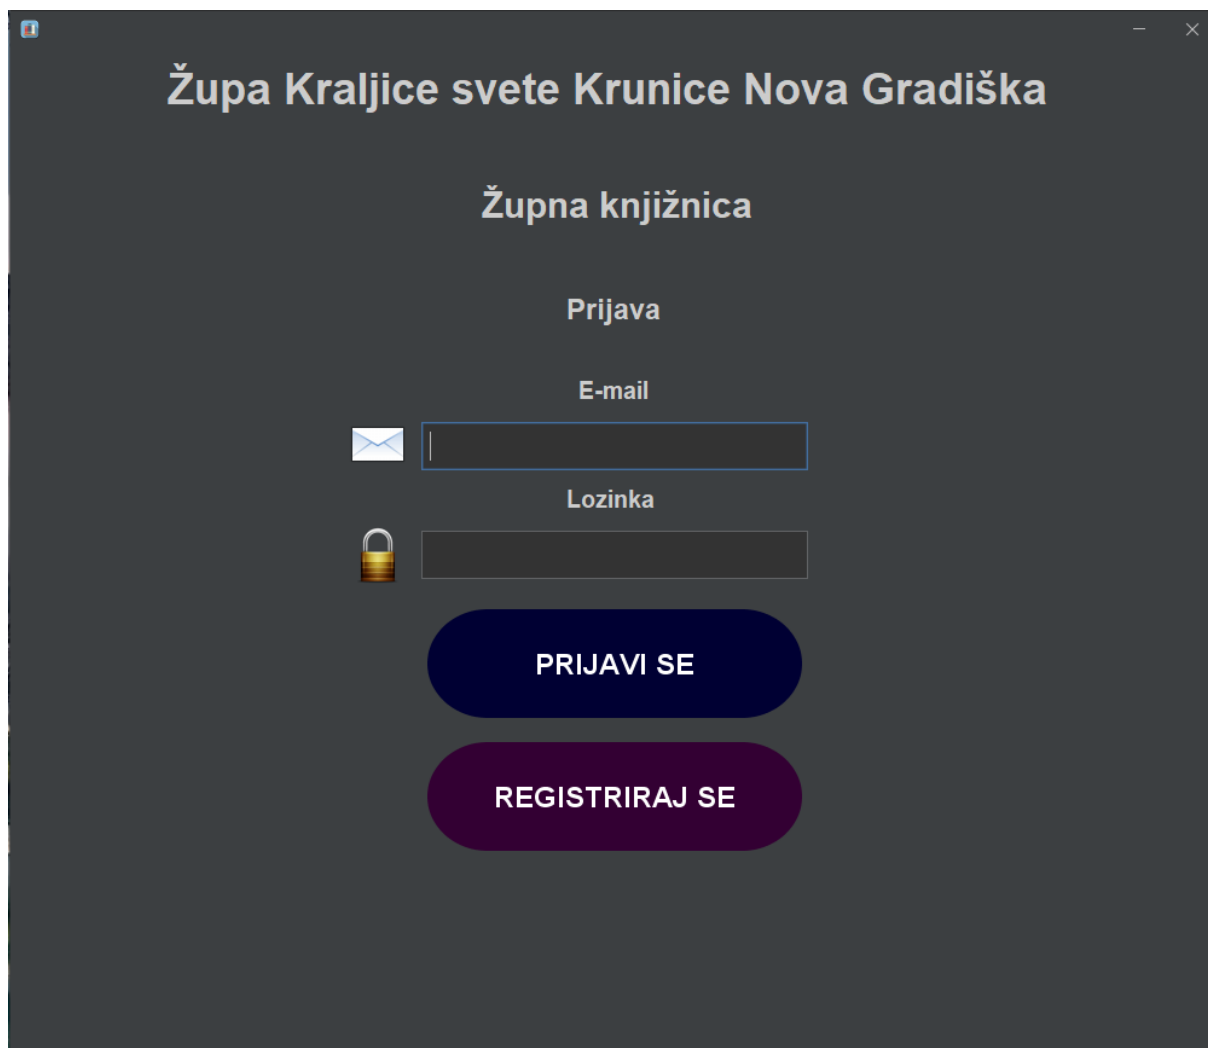 Župa Kraljice svete Krunice Nova Gradiška
Župna knjižnica
Prijava
E-mail
Lozinka
PRIJAVI SE
REGISTRIRAJ SE